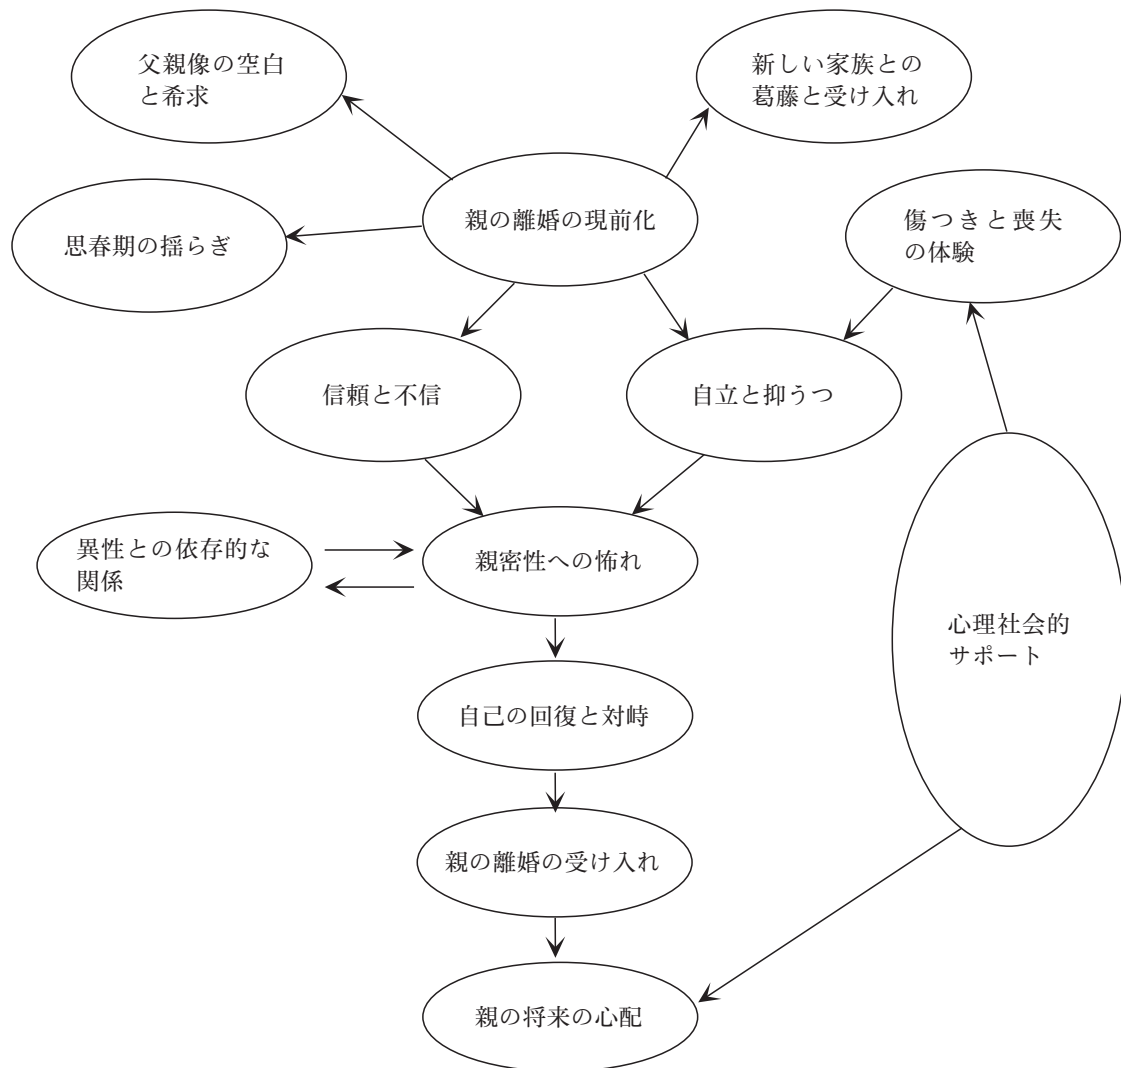 父親像の空白
と希求
新しい家族との
葛藤と受け入れ
親の離婚の現前化
傷つきと喪失
の体験
思春期の揺らぎ
信頼と不信
自立と抑うつ
異性との依存的な
関係
親密性への怖れ
心理社会的
サポート
自己の回復と対峙
親の離婚の受け入れ
親の将来の心配